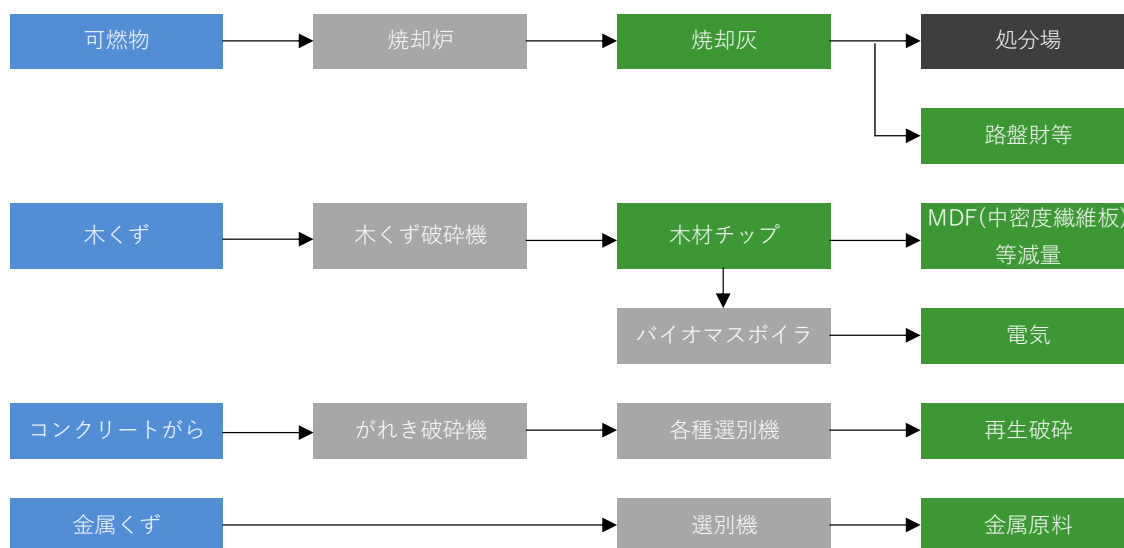 可燃物
焼却炉
焼却灰
処分場
路盤財等
木くず
木くず破砕機
木材チップ
MDF(中密度繊維板)
等減量
バイオマスボイラ
電気
コンクリートがら
がれき破砕機
各種選別機
再生破砕
金属くず
選別機
金属原料